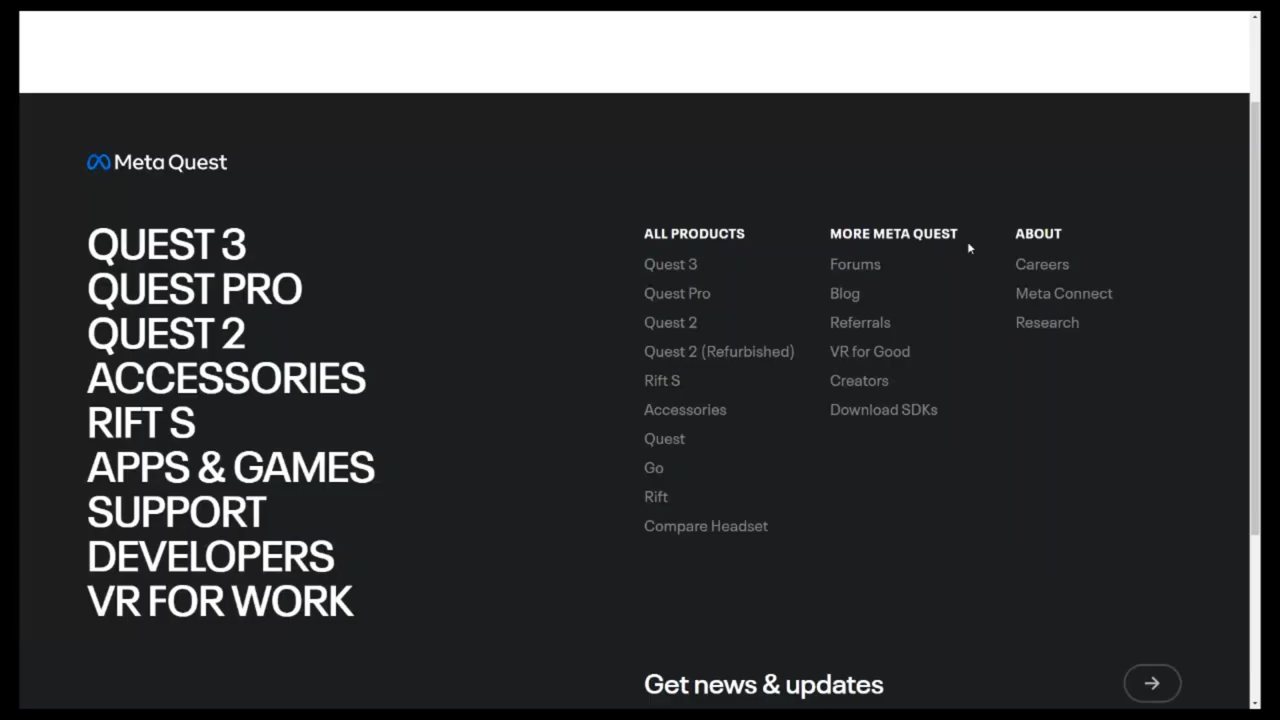 Meta Quest
QUEST 3
QUEST PRO
QUEST 2
ACCESSORIES
RIFT S
APPS & GAMES
SUPPORT
DEVELOPERS
VR FOR WORK
ALL PRODUCTS
Quest 3
Quest Pro
Quest 2
Quest 2 (Refurbished)
Rift S
Accessories
Quest
Go
Rift
Compare Headset
MORE META QUEST
Forums
Blog
Referrals
VR for Good
Creators
Download SDKs
ABOUT
Careers
Meta Connect
Research
Get news & updates